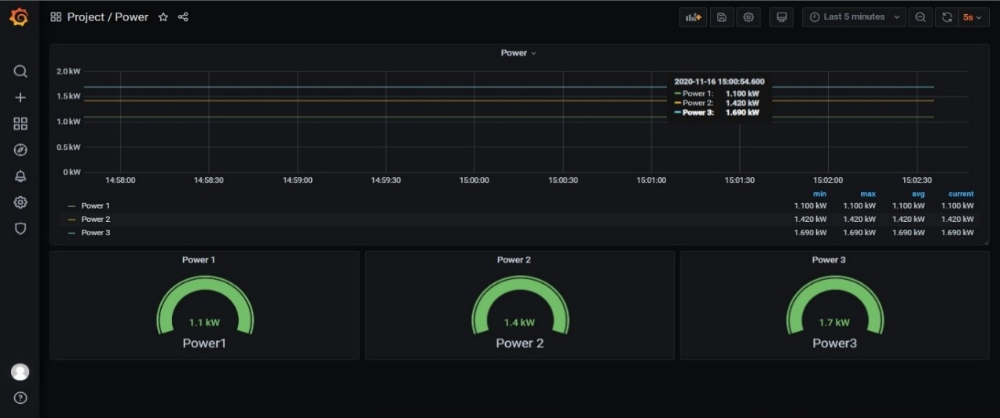 Project / Power
Last 5 minutes
5s
Power
2.0 kW
1.5 kW
1.0 kW
0.5 kW
0 kW
2020-11-16 15:00:54.600
Power 1: 1.100 kW
Power 2: 1.420 kW
Power 3: 1.690 kW
14:58:00 14:58:30 14:59:00 14:59:30 15:00:00 15:00:30 15:01:00 15:01:30 15:02:00 15:02:30
min max avg current
Power 1 1.100 kW 1.100 kW 1.100 kW 1.100 kW
Power 2 1.420 kW 1.420 kW 1.420 kW 1.420 kW
Power 3 1.690 kW 1.690 kW 1.690 kW 1.690 kW
Power 1 Power 2 Power 3
1.1 kW 1.4 kW 1.7 kW
Power1 Power 2 Power3